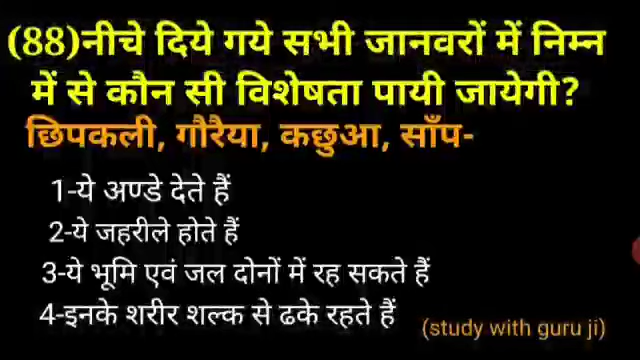 (88)नीचे दिये गये सभी जानवरों में निम्न
में से कौन सी विशेषता पायी जायेगी?
छिपकली, गौरैया, कछुआ, साँप-
1-ये अण्डे देते हैं
2-ये जहरीले होते हैं
3-ये भूमि एवं जल दोनों में रह सकते हैं
4-इनके शरीर शल्क से ढके रहते हैं
(study with guru ji)